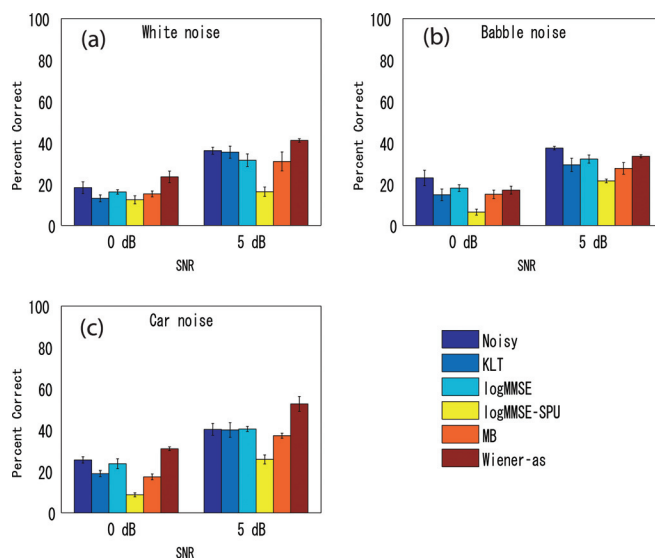 (a)
White noise
100
80
60
40
20
0
Percent Correct
0 dB
5 dB
SNR
(b)
Babble noise
100
80
60
40
20
0
Percent Correct
0 dB
5 dB
SNR
(c)
Car noise
100
80
60
40
20
0
Percent Correct
0 dB
5 dB
SNR
Noisy
KLT
logMMSE
logMMSE-SPU
MB
Wiener-as